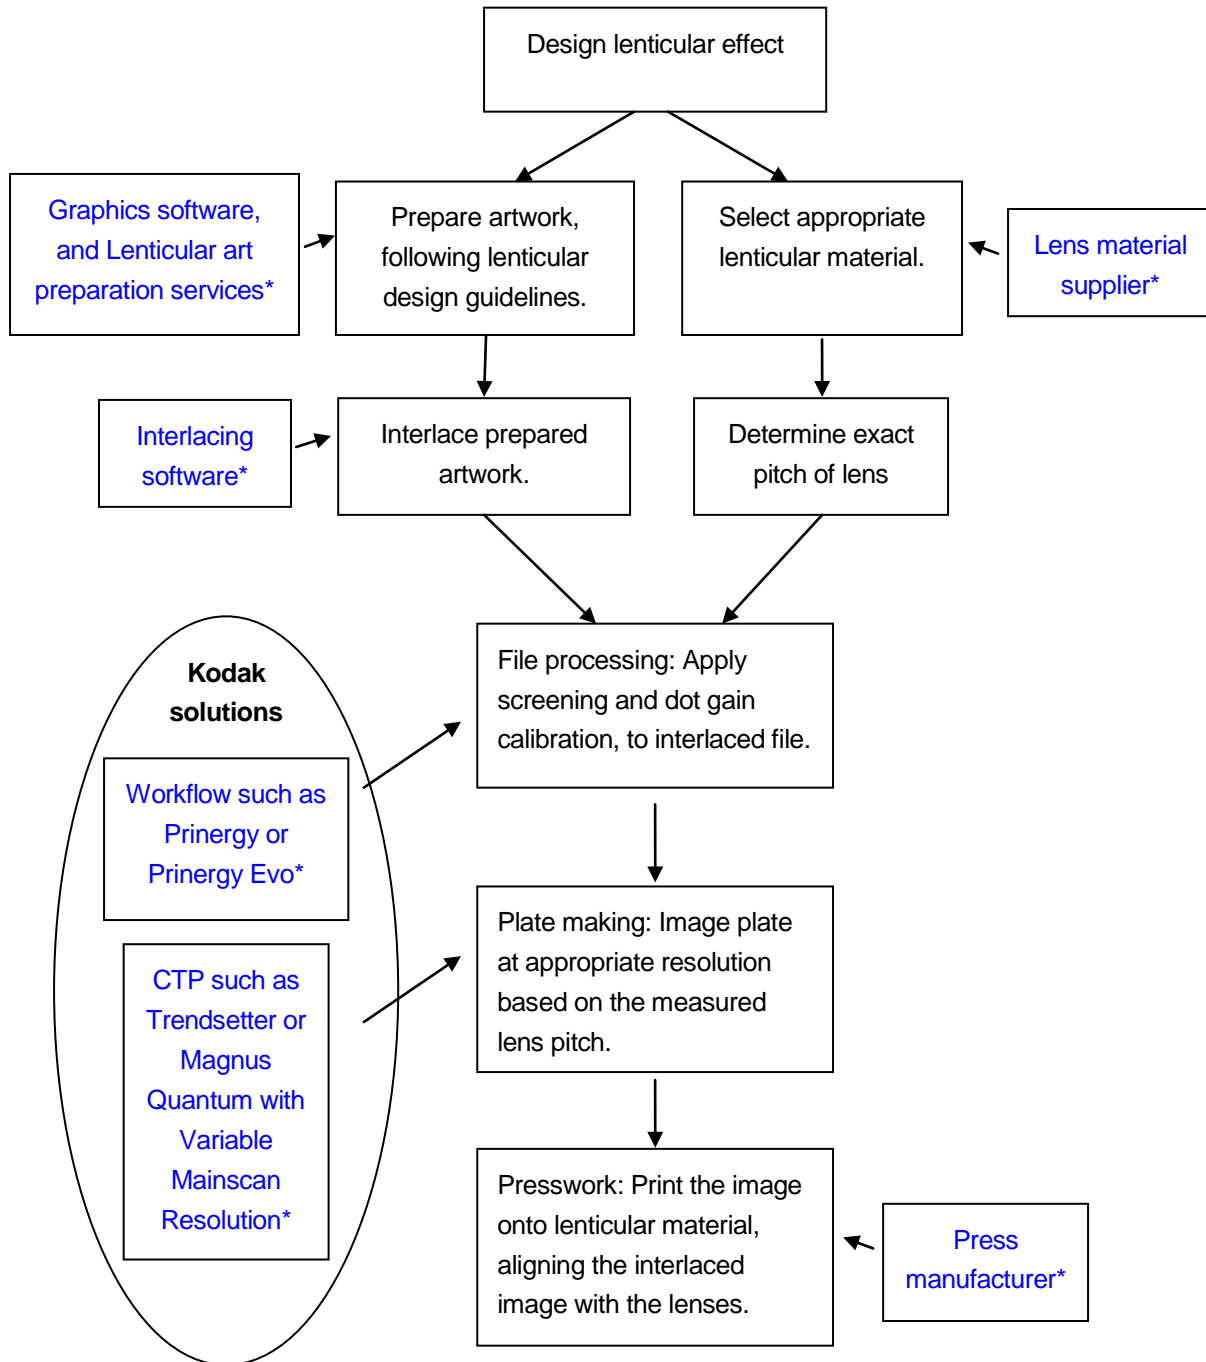 Design lenticular effect
Graphics software,
and Lenticular art
preparation services*
Prepare artwork,
following lenticular
design guidelines.
Select appropriate
lenticular material.
Lens material
supplier*
Interlacing
software*
Interlace prepared
artwork.
Determine exact
pitch of lens
Kodak
solutions
File processing: Apply
screening and dot gain
calibration, to interlaced file.
Workflow such as
Prinergy or
Prinergy Evo*
Plate making: Image plate
at appropriate resolution
based on the measured
lens pitch.
CTP such as
Trendsetter or
Magnus
Quantum with
Variable
Mainscan
Resolution*
Presswork: Print the image
onto lenticular material,
aligning the interlaced
image with the lenses.
Press
manufacturer*